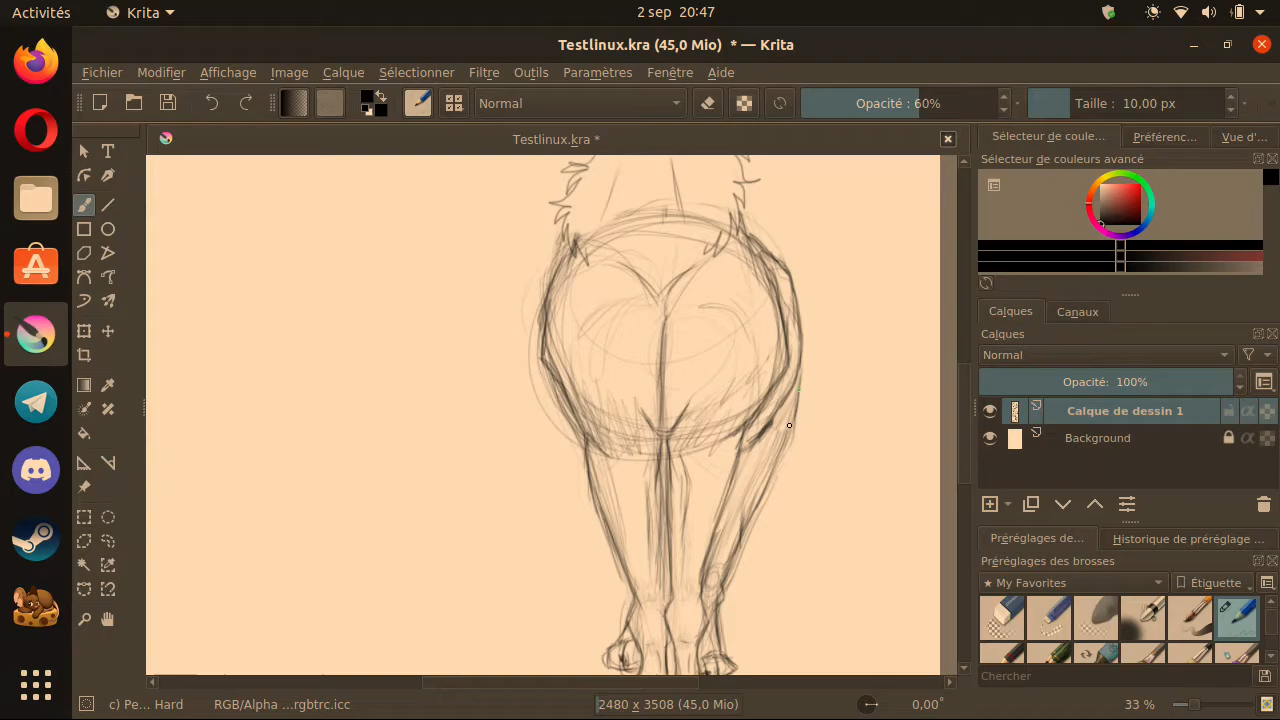 Activités Krita 2 sep 20:47
Testlinux.kra (45,0 Mio) * — Krita
Fichier Modifier Affichage Image Calque Sélectionner Filtre Outils Paramètres Fenêtre Aide
Normal Opacité : 60% Taille : 10,00 px
Testlinux.kra *
Sélecteur de coule... Préférenc... Vue d'...
Sélecteur de couleurs avancé
Calques Canaux
Calques
Normal
Opacité: 100%
Calque de dessin 1
Background
Préréglages de... Historique de préréglage ...
Préréglages des brosses
★ My Favorites Étiquette
Chercher
c) Pe... Hard RGB/Alpha ...rgbtrc.icc 2480 x 3508 (45,0 Mio) 0,00° 33 %